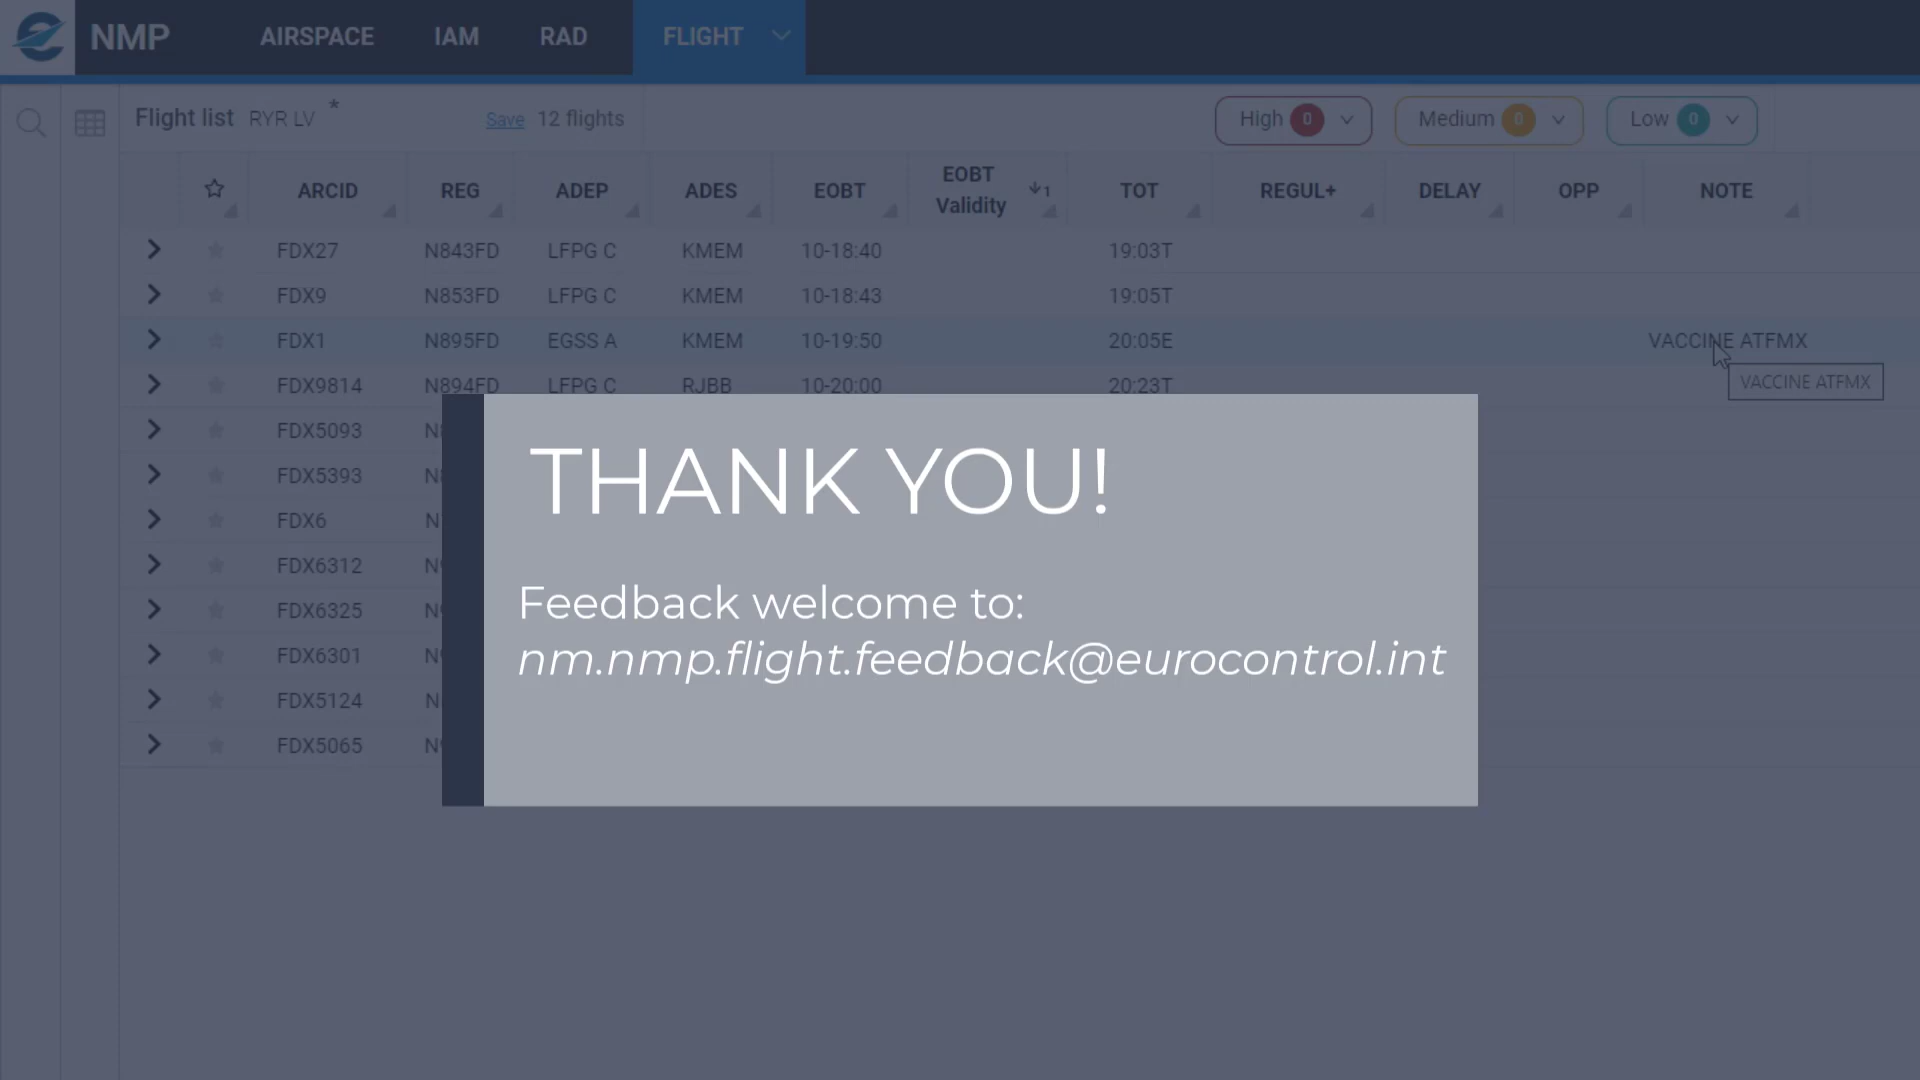 NMP AIRSPACE IAM RAD FLIGHT
Flight list RYR LV * Save 12 flights High 0 Medium 0 Low 0
ARCID REG ADEP ADES EOBT EOBT Validity 1 TOT REGUL+ DELAY OPP NOTE
FDX27 N843FD LFPG C KMEM 10-18:40 19:03T
FDX9 N853FD LFPG C KMEM 10-18:43 19:05T
FDX1 N895FD EGSS A KMEM 10-19:50 20:05E VACCINE ATFMX
VACCINE ATFMX
FDX9814 N894FD LFPG C RJBB 10-20:00 20:23T
FDX5093
FDX5393
FDX6
FDX6312
FDX6325
FDX6301
FDX5124
FDX5065
THANK YOU!
Feedback welcome to:
nm.nmp.flight.feedback@eurocontrol.int